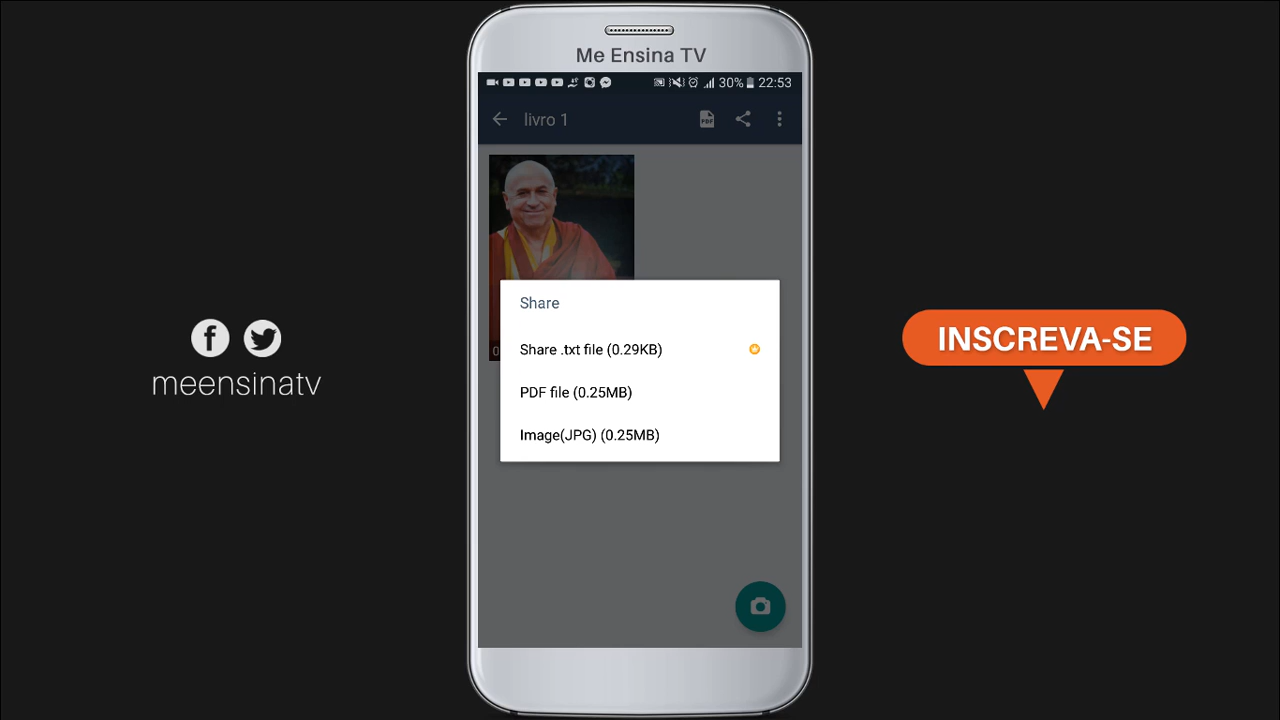 Me Ensina TV
30% 22:53
livro 1
PDF
Share
Share .txt file (0.29KB)
PDF file (0.25MB)
Image(JPG) (0.25MB)
meensinatv
INSCREVA-SE